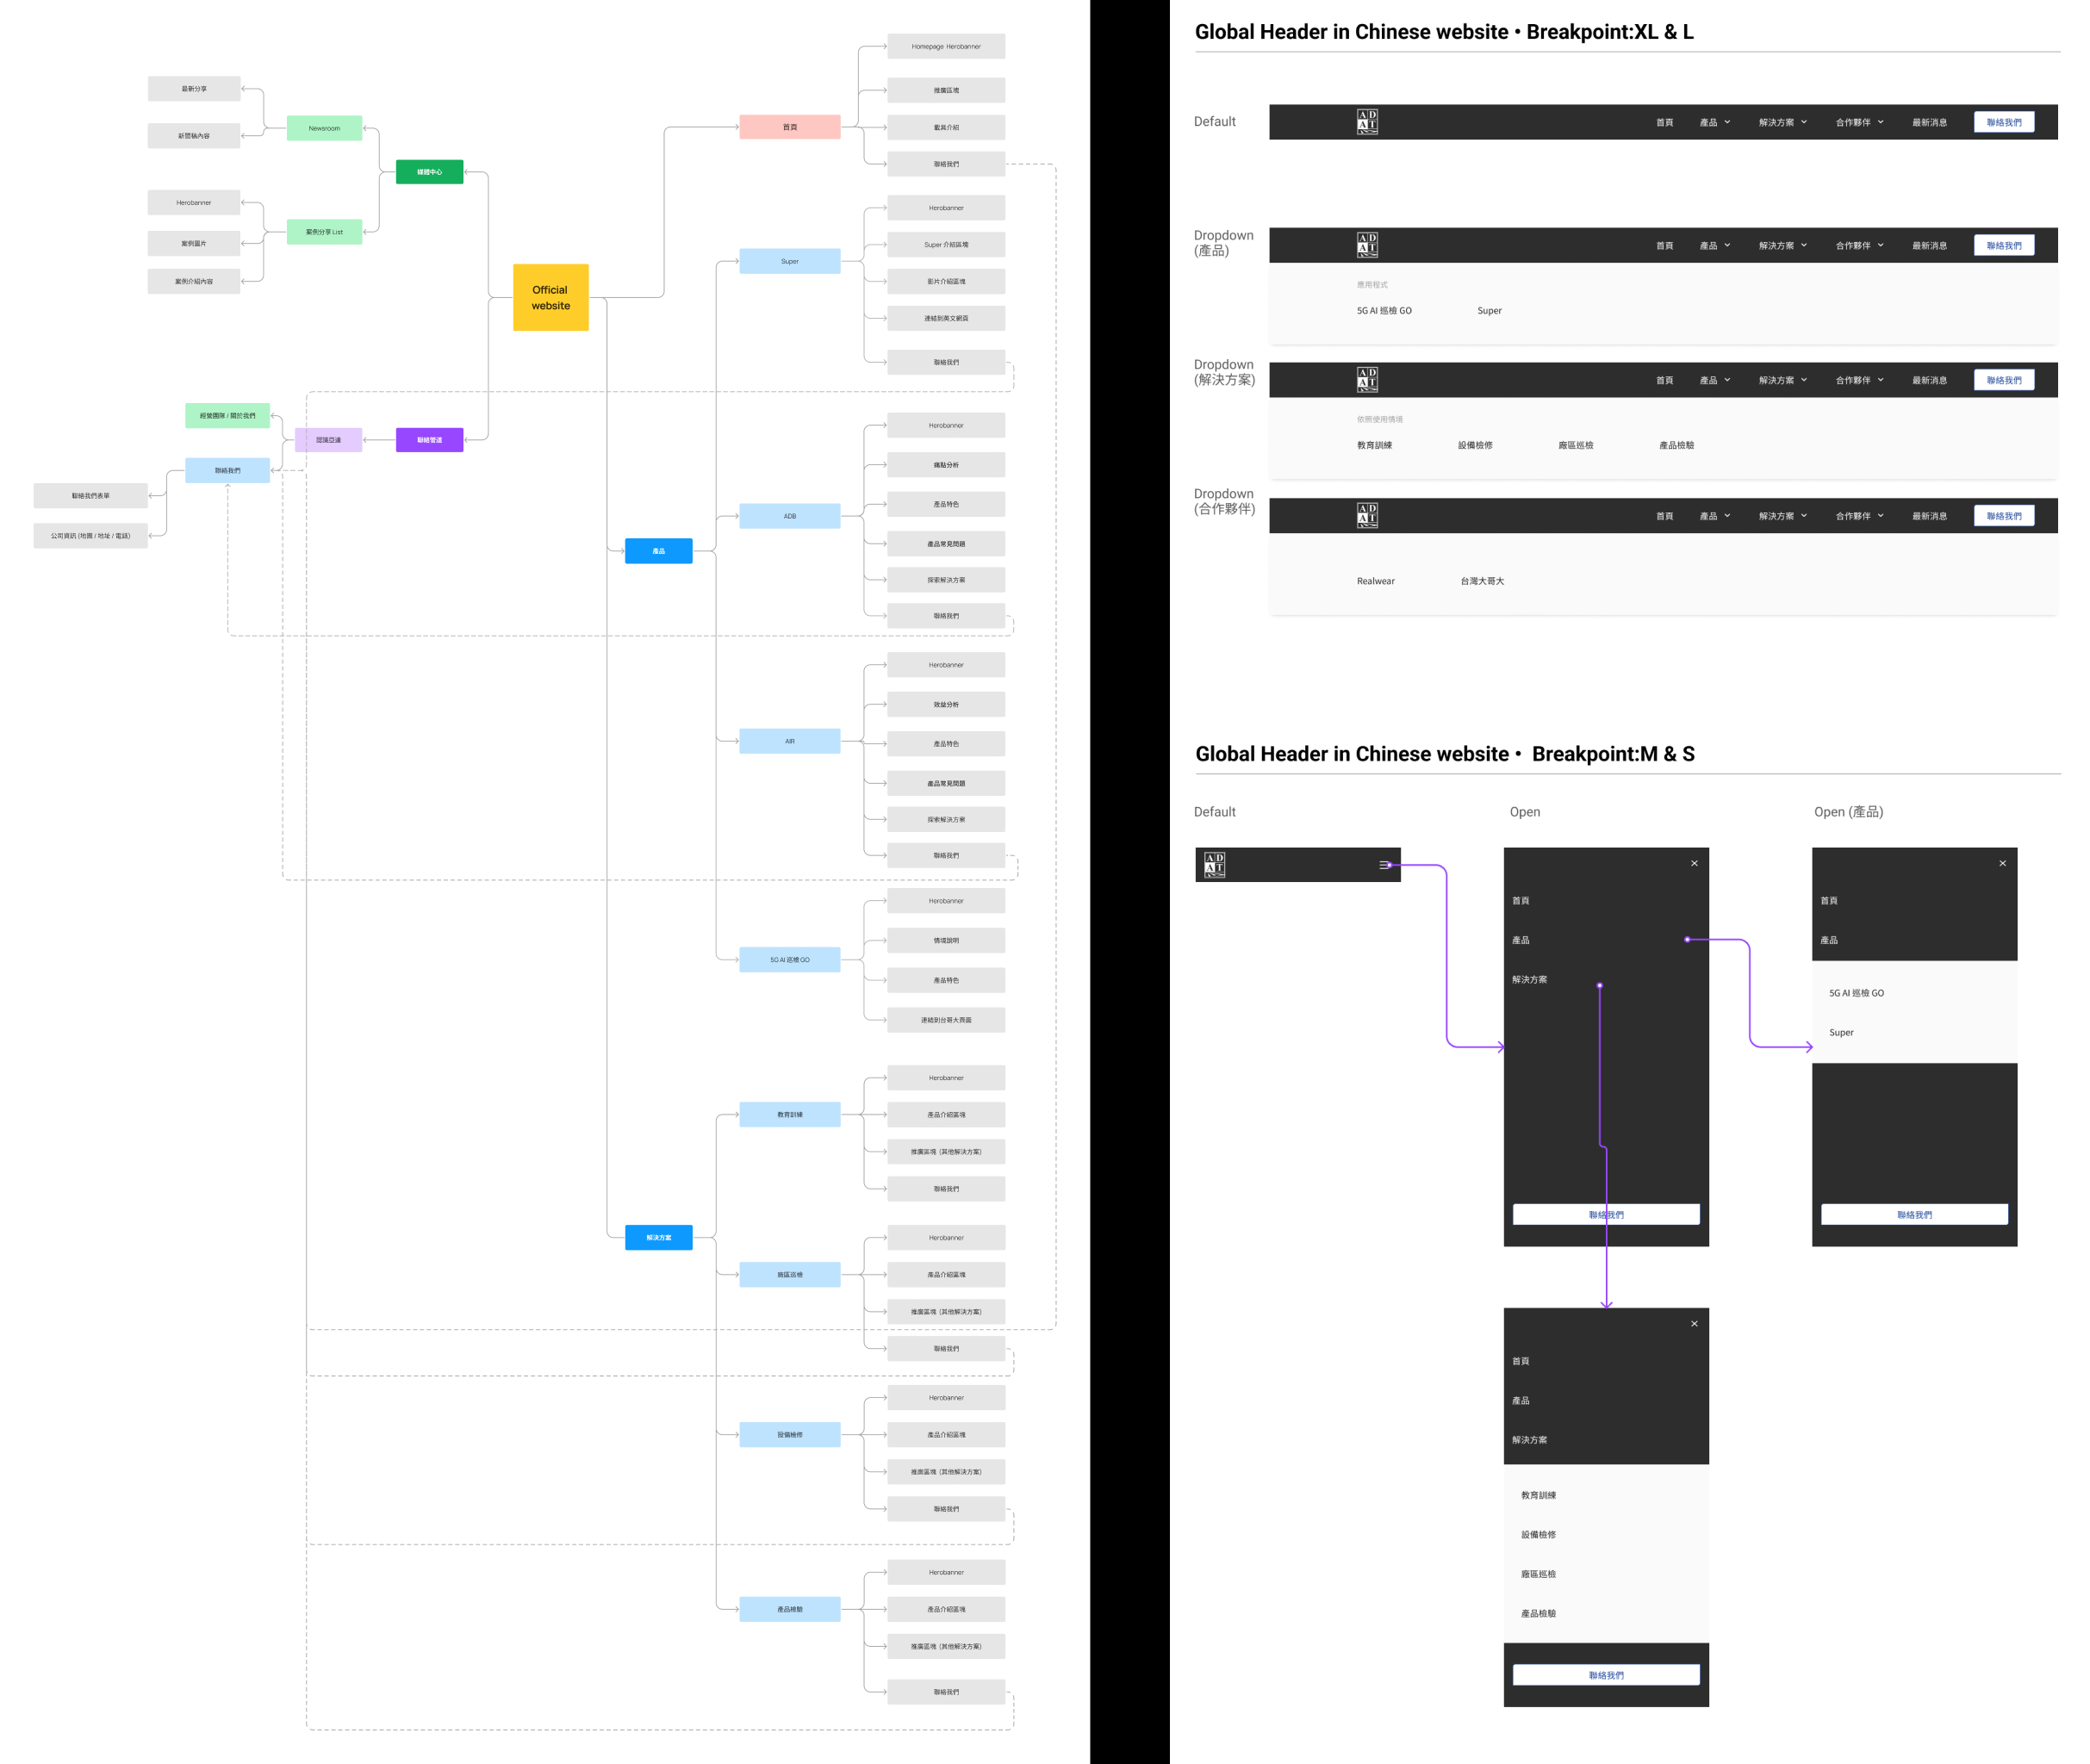 Homepage Herobanner
推廣區塊
載具介紹
聯絡我們
首頁
最新分享
新聞稿內容
Newsroom
媒體中心
Herobanner
案例圖片
案例介紹內容
案例分享 List
Official
website
Super
Herobanner
Super 介紹區塊
影片介紹區塊
連結到英文網頁
聯絡我們
經營團隊 / 關於我們
認識亞達
聯絡管道
聯絡我們
聯絡我們表單
公司資訊 (地圖 / 地址 / 電話)
產品
ADB
Herobanner
痛點分析
產品特色
產品常見問題
探索解決方案
聯絡我們
AIR
Herobanner
效益分析
產品特色
產品常見問題
探索解決方案
聯絡我們
5G AI 巡檢 GO
Herobanner
情境說明
產品特色
連結到台哥大頁面
解決方案
教育訓練
Herobanner
產品介紹區塊
推廣區塊 (其他解決方案)
聯絡我們
廠區巡檢
Herobanner
產品介紹區塊
推廣區塊 (其他解決方案)
聯絡我們
設備檢修
Herobanner
產品介紹區塊
推廣區塊 (其他解決方案)
聯絡我們
產品檢驗
Herobanner
產品介紹區塊
推廣區塊 (其他解決方案)
聯絡我們
Global Header in Chinese website • Breakpoint:XL & L
Default
AD
AT
首頁 產品 解決方案 合作夥伴 最新消息 聯絡我們
Dropdown
(產品)
AD
AT
首頁 產品 解決方案 合作夥伴 最新消息 聯絡我們
應用程式
5G AI 巡檢 GO Super
Dropdown
(解決方案)
AD
AT
首頁 產品 解決方案 合作夥伴 最新消息 聯絡我們
依照使用情境
教育訓練 設備檢修 廠區巡檢 產品檢驗
Dropdown
(合作夥伴)
AD
AT
首頁 產品 解決方案 合作夥伴 最新消息 聯絡我們
Realwear 台灣大哥大
Global Header in Chinese website • Breakpoint:M & S
Default
AD
AT
Open
首頁
產品
解決方案
聯絡我們
Open (產品)
首頁
產品
5G AI 巡檢 GO
Super
聯絡我們
首頁
產品
解決方案
教育訓練
設備檢修
廠區巡檢
產品檢驗
聯絡我們